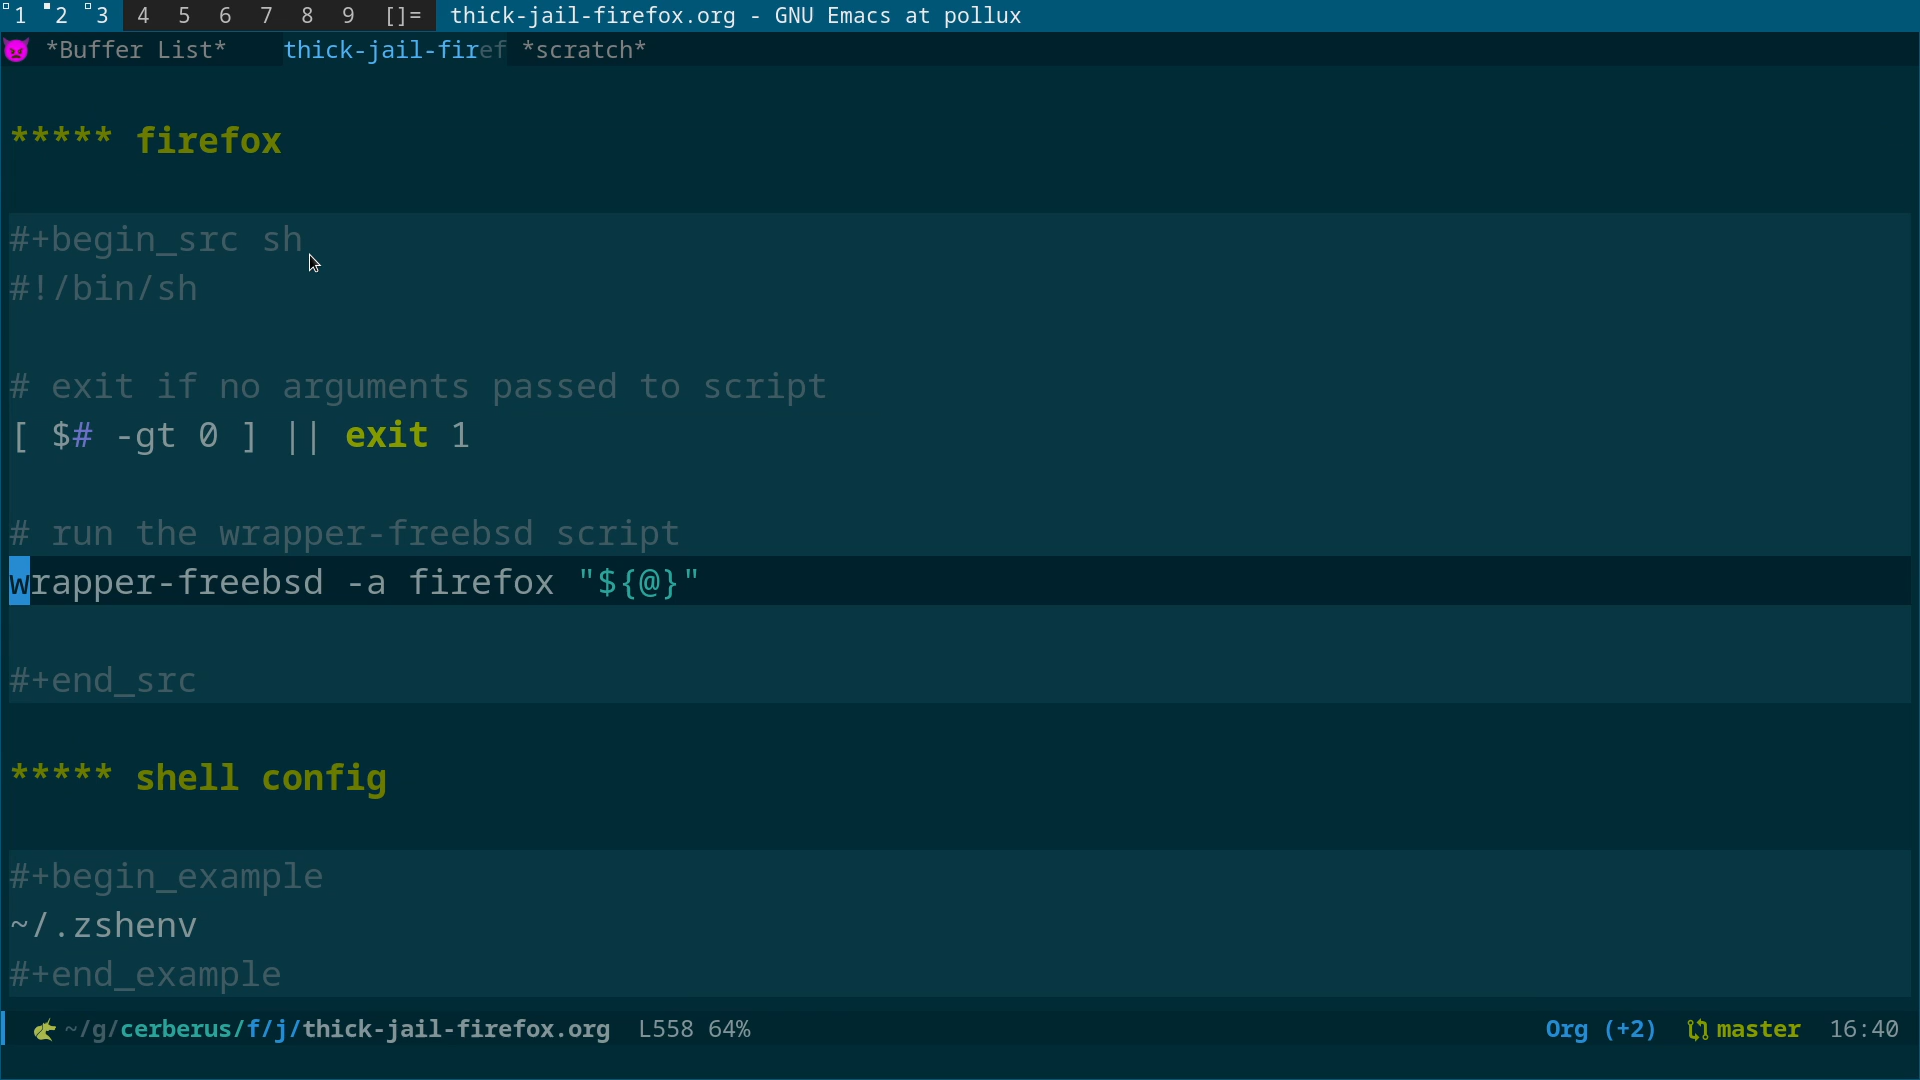 1 2 3 4 5 6 7 8 9 []= thick-jail-firefox.org - GNU Emacs at pollux
*Buffer List* thick-jail-firef *scratch*
***** firefox
#+begin_src sh
#!/bin/sh
# exit if no arguments passed to script
[ $# -gt 0 ] || exit 1
# run the wrapper-freebsd script
wrapper-freebsd -a firefox "${@}"
#+end_src
***** shell config
#+begin_example
~/.zshenv
#+end_example
~/g/cerberus/f/j/thick-jail-firefox.org L558 64% Org (+2) master 16:40